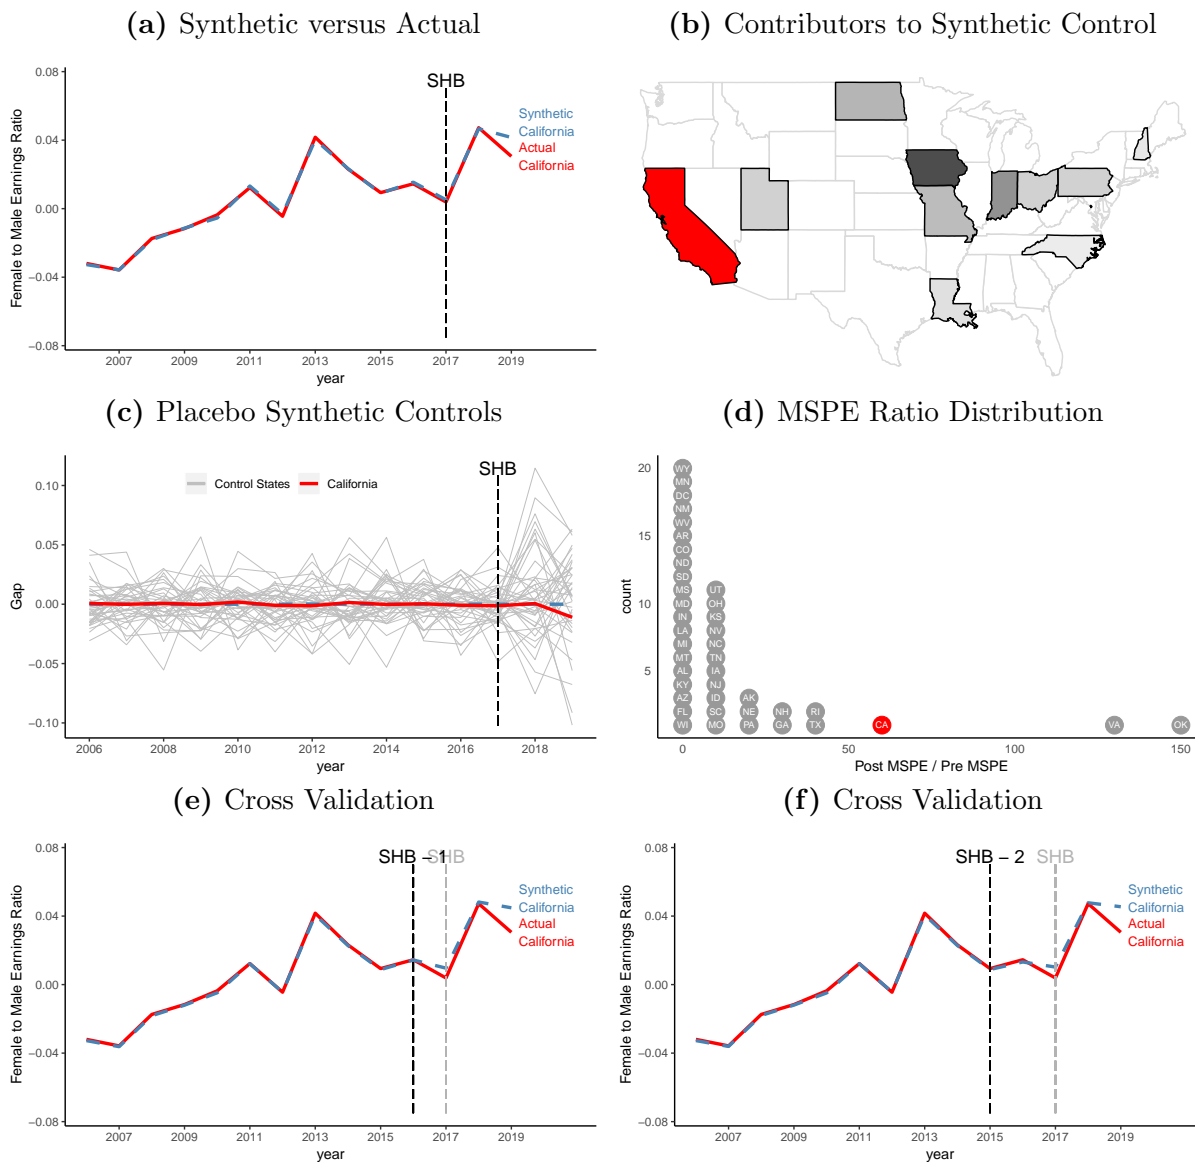 (a) Synthetic versus Actual
Female to Male Earnings Ratio
0.08
0.04
0.00
−0.04
−0.08
SHB
Synthetic
California
Actual
California
2007
2009
2011
2013
2015
2017
2019
year
(b) Contributors to Synthetic Control
(c) Placebo Synthetic Controls
Gap
0.10
0.05
0.00
−0.05
−0.10
Control States
California
SHB
2006
2008
2010
2012
2014
2016
2018
year
(d) MSPE Ratio Distribution
count
20
15
10
5
WY
MN
DC
NM
WV
AR
CO
ND
SD
MS
MD
IN
LA
MI
MT
AL
KY
AZ
FL
WI
UT
OH
KS
NV
NC
TN
IA
NJ
ID
SC
MO
AK
NE
PA
NH
GA
RI
TX
CA
VA
OK
0
50
100
150
Post MSPE / Pre MSPE
(e) Cross Validation
Female to Male Earnings Ratio
0.08
0.04
0.00
−0.04
−0.08
SHB − 1
SHB
Synthetic
California
Actual
California
2007
2009
2011
2013
2015
2017
2019
year
(f) Cross Validation
Female to Male Earnings Ratio
0.08
0.04
0.00
−0.04
−0.08
SHB − 2
SHB
Synthetic
California
Actual
California
2007
2009
2011
2013
2015
2017
2019
year